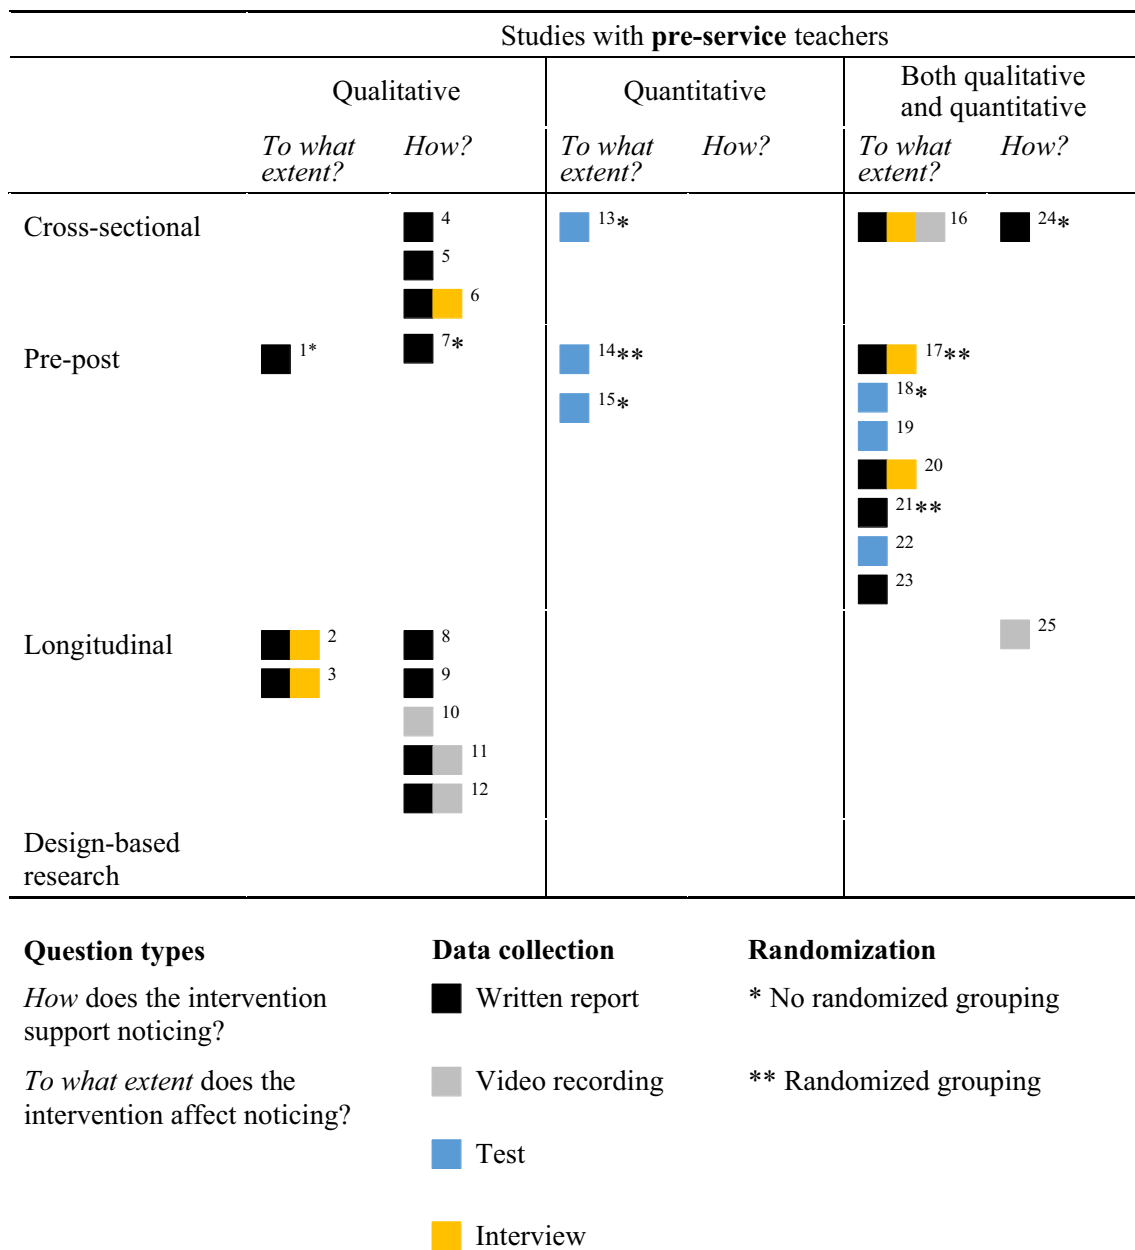 Studies with pre-service teachers
Qualitative
Quantitative
Both qualitative
and quantitative
To what
extent?
How?
To what
extent?
How?
To what
extent?
How?
Cross-sectional
4
13*
16
24*
5
6
Pre-post
1*
7*
14**
17**
15*
18*
19
20
21**
22
23
Longitudinal
2
8
25
3
9
10
11
12
Design-based
research
Question types
How does the intervention
support noticing?
To what extent does the
intervention affect noticing?
Data collection
Written report
Video recording
Test
Interview
Randomization
* No randomized grouping
** Randomized grouping